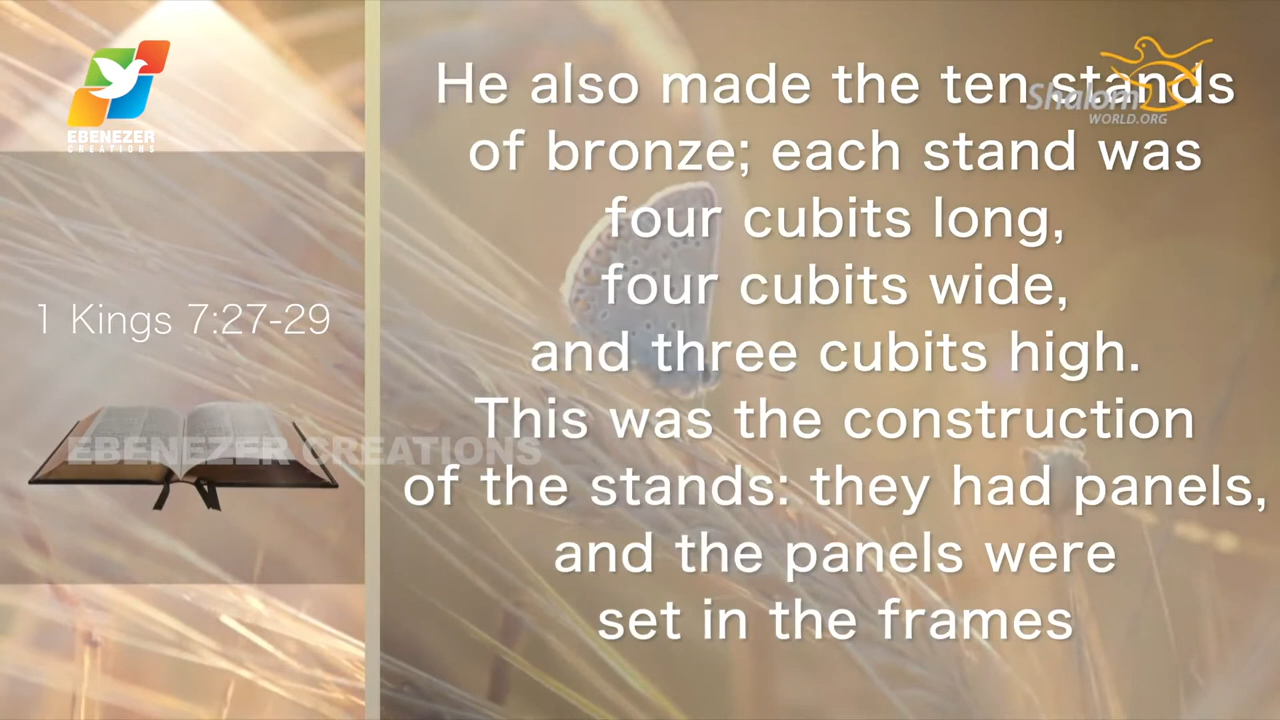 EBENEZER
CREATIONS
1 Kings 7:27-29
EBENEZER CREATIONS
Shalom
WORLD.ORG
He also made the ten stands
of bronze; each stand was
four cubits long,
four cubits wide,
and three cubits high.
This was the construction
of the stands: they had panels,
and the panels were
set in the frames